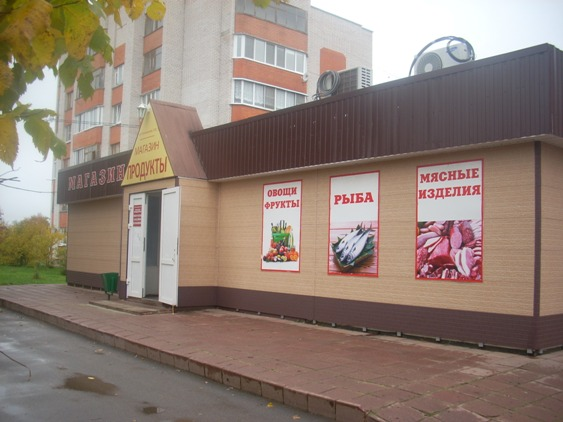 МАГАЗИН
МАГАЗИН
ПРОДУКТЫ
ОВОЩИ
ФРУКТЫ
РЫБА
МЯСНЫЕ
ИЗДЕЛИЯ